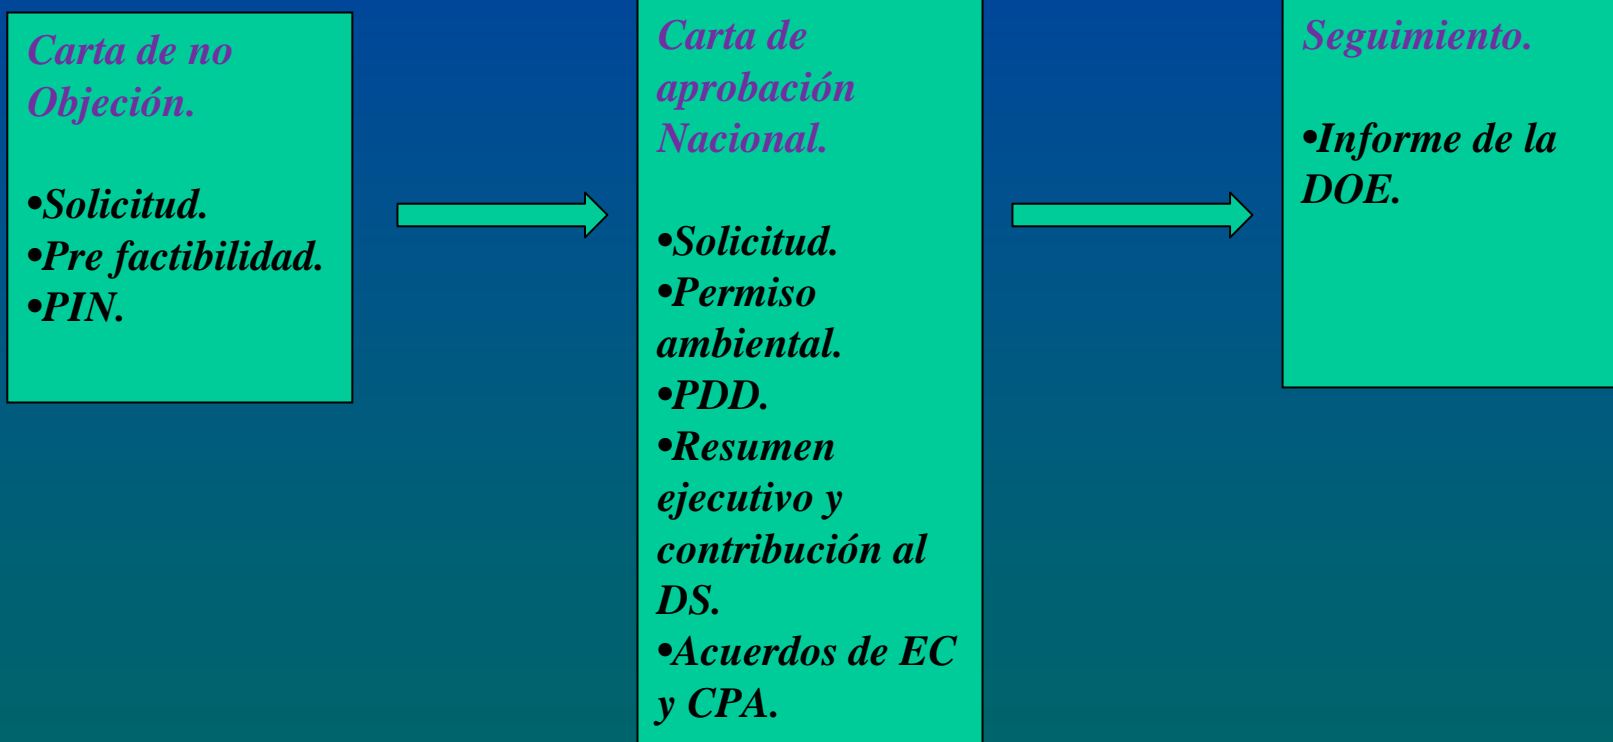 Carta de no
Objeción.
•Solicitud.
•Pre factibilidad.
•PIN.
Carta de
aprobación
Nacional.
•Solicitud.
•Permiso
ambiental.
•PDD.
•Resumen
ejecutivo y
contribución al
DS.
•Acuerdos de EC
y CPA.
Seguimiento.
•Informe de la
DOE.